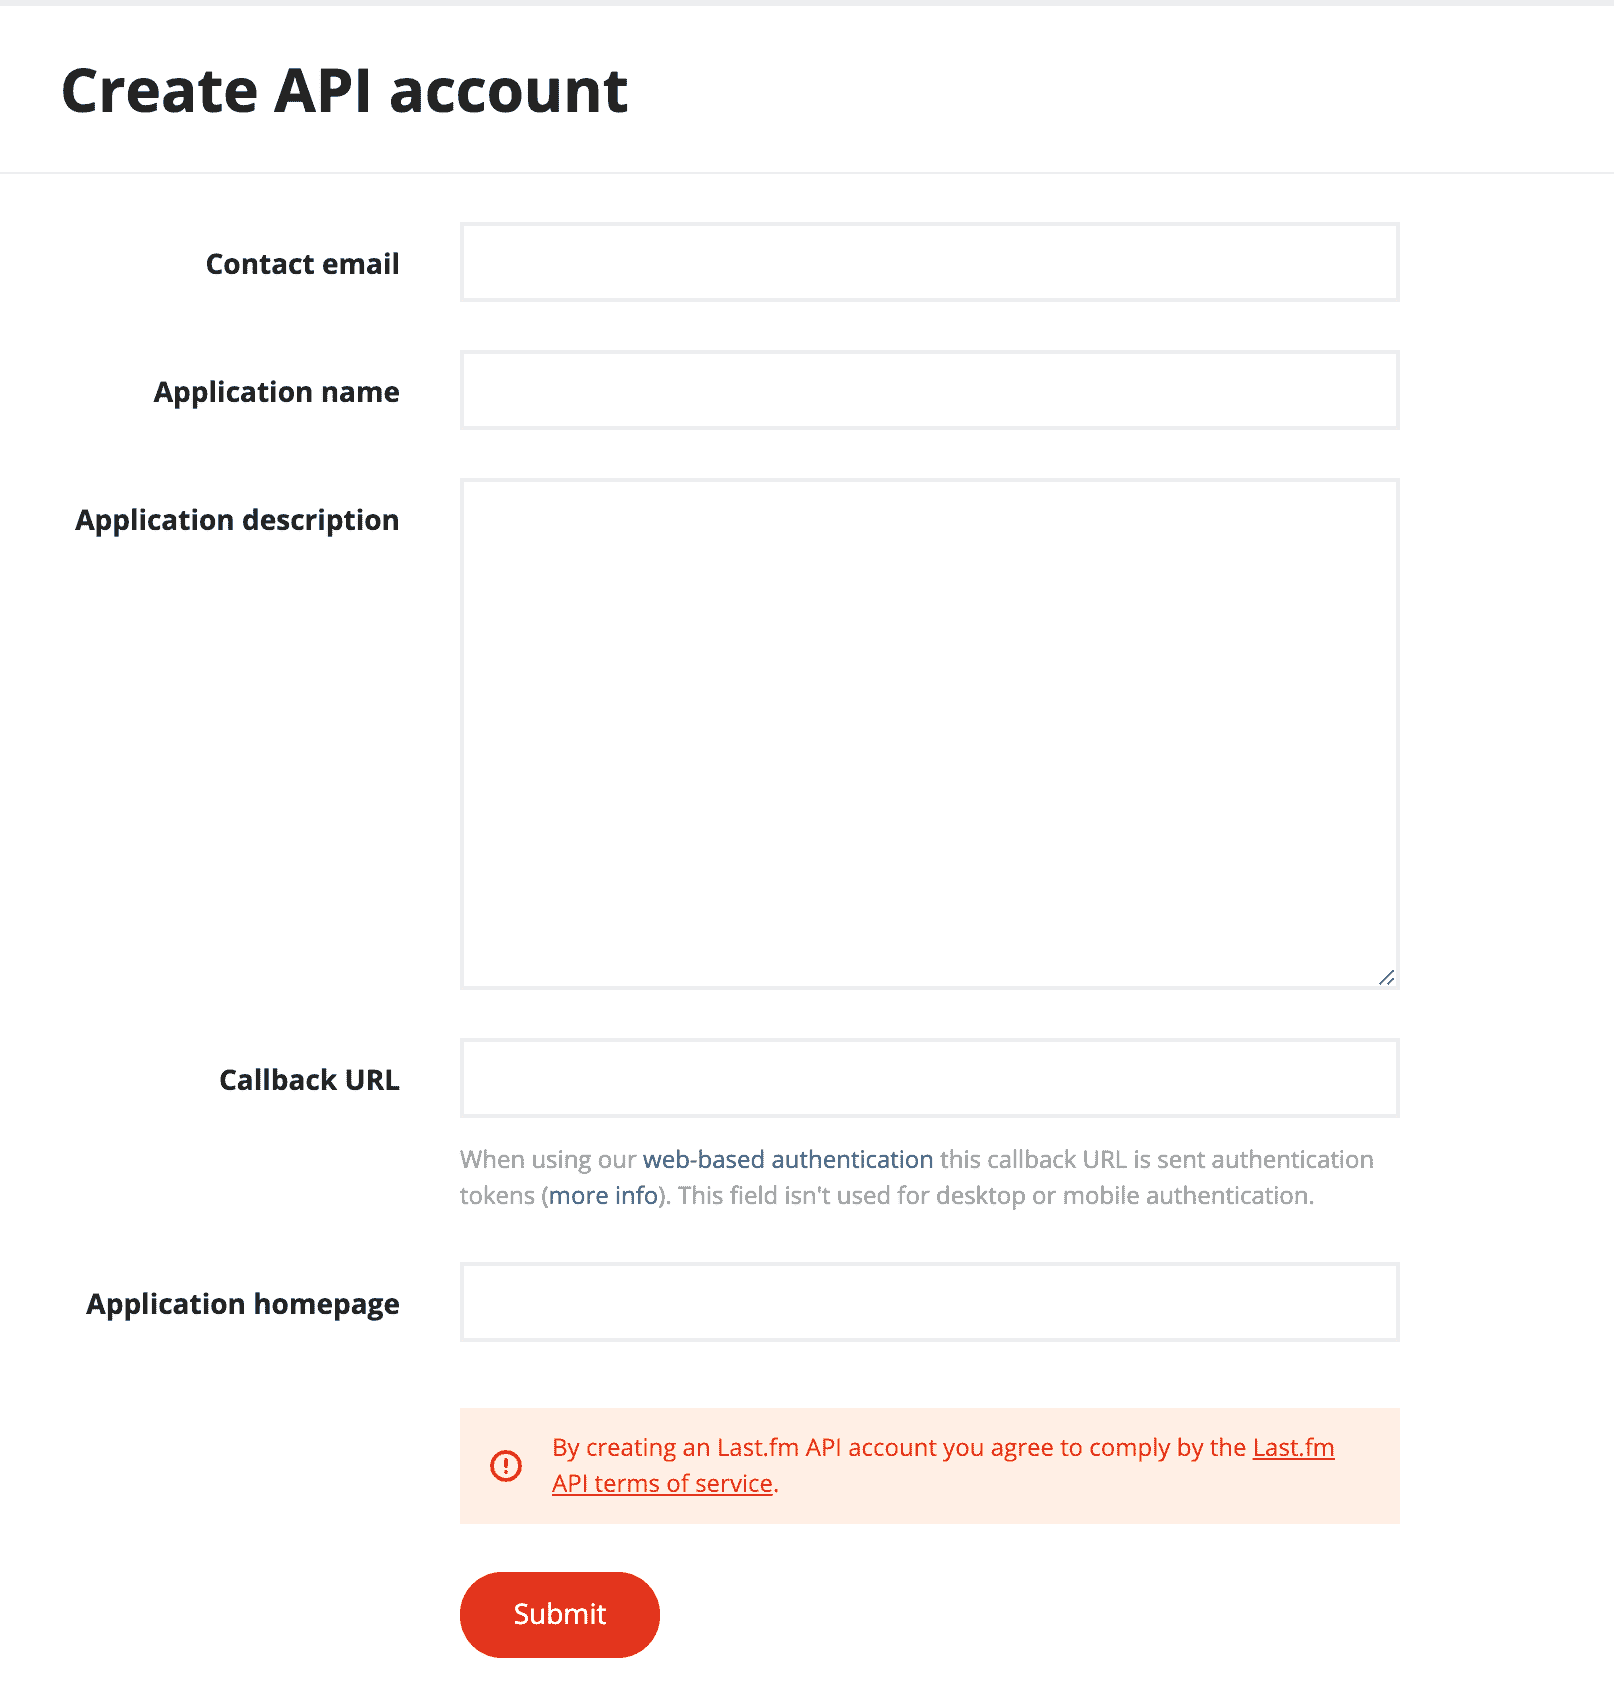 Create API account
Contact email
Application name
Application description
Callback URL
When using our web-based authentication this callback URL is sent authentication
tokens (more info). This field isn't used for desktop or mobile authentication.
Application homepage
By creating an Last.fm API account you agree to comply by the Last.fm
API terms of service.
Submit